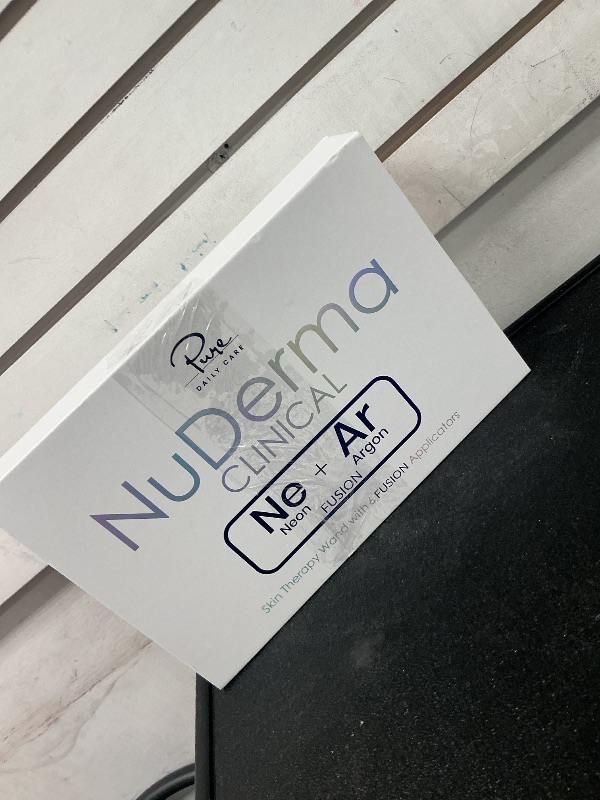 Pure
DAILY CARE
NuDerma
CLINICAL
Ne + Ar
Neon FUSION Argon
Skin Therapy Wand with 6 FUSION Applicators